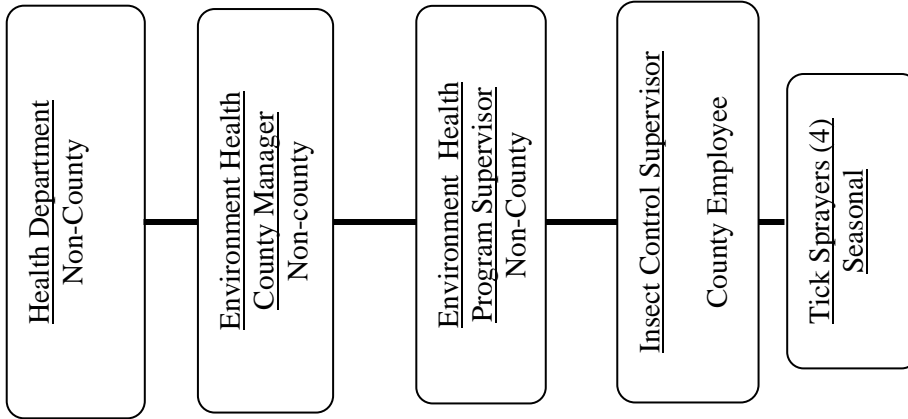 Health Department
Non-County
Environment Health
County Manager
Non-county
Environment  Health
Program Supervisor
Non-County
Insect Control Supervisor
County Employee
Tick Sprayers (4)
Seasonal